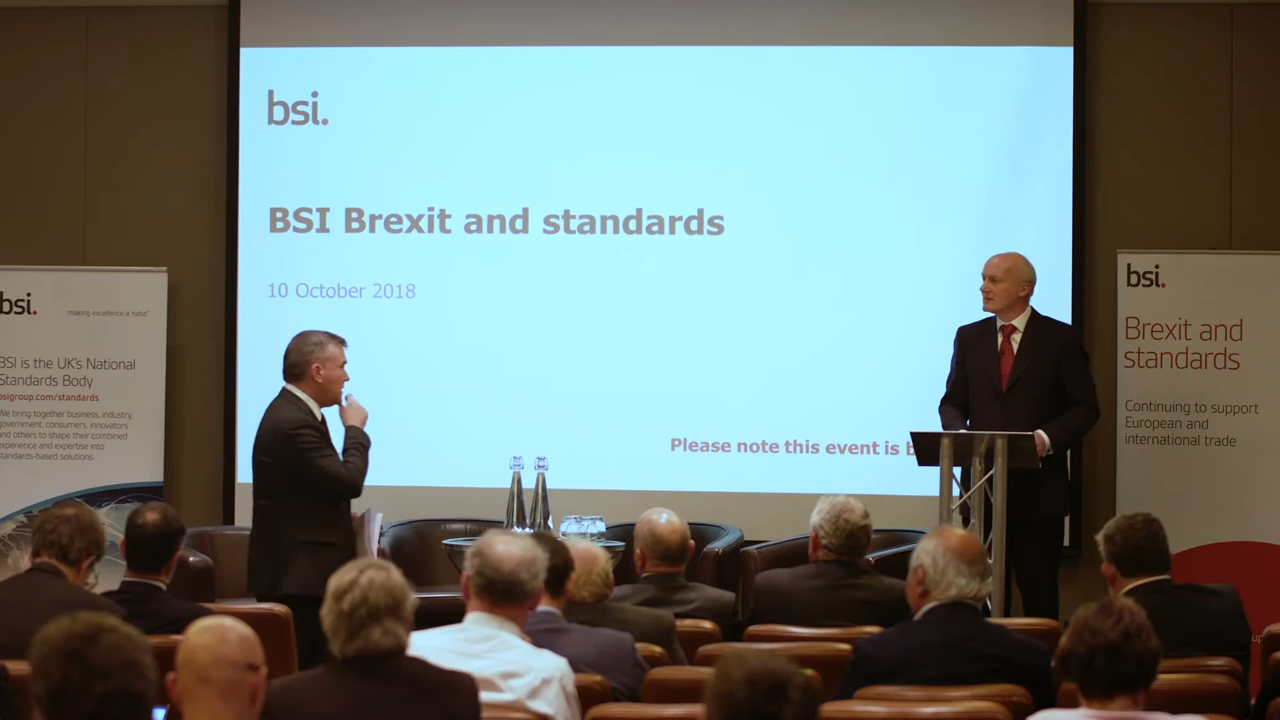 bsi.
BSI Brexit and standards
10 October 2018
Please note this event is
bsi.
...making excellence a habit.™
BSI is the UK's National
Standards Body
bsigroup.com/standards
We bring together business, industry,
government, consumers, innovators
and others to shape their combined
experience and expertise into
standards-based solutions
bsi.
Brexit and
standards
Continuing to support
European and
international trade